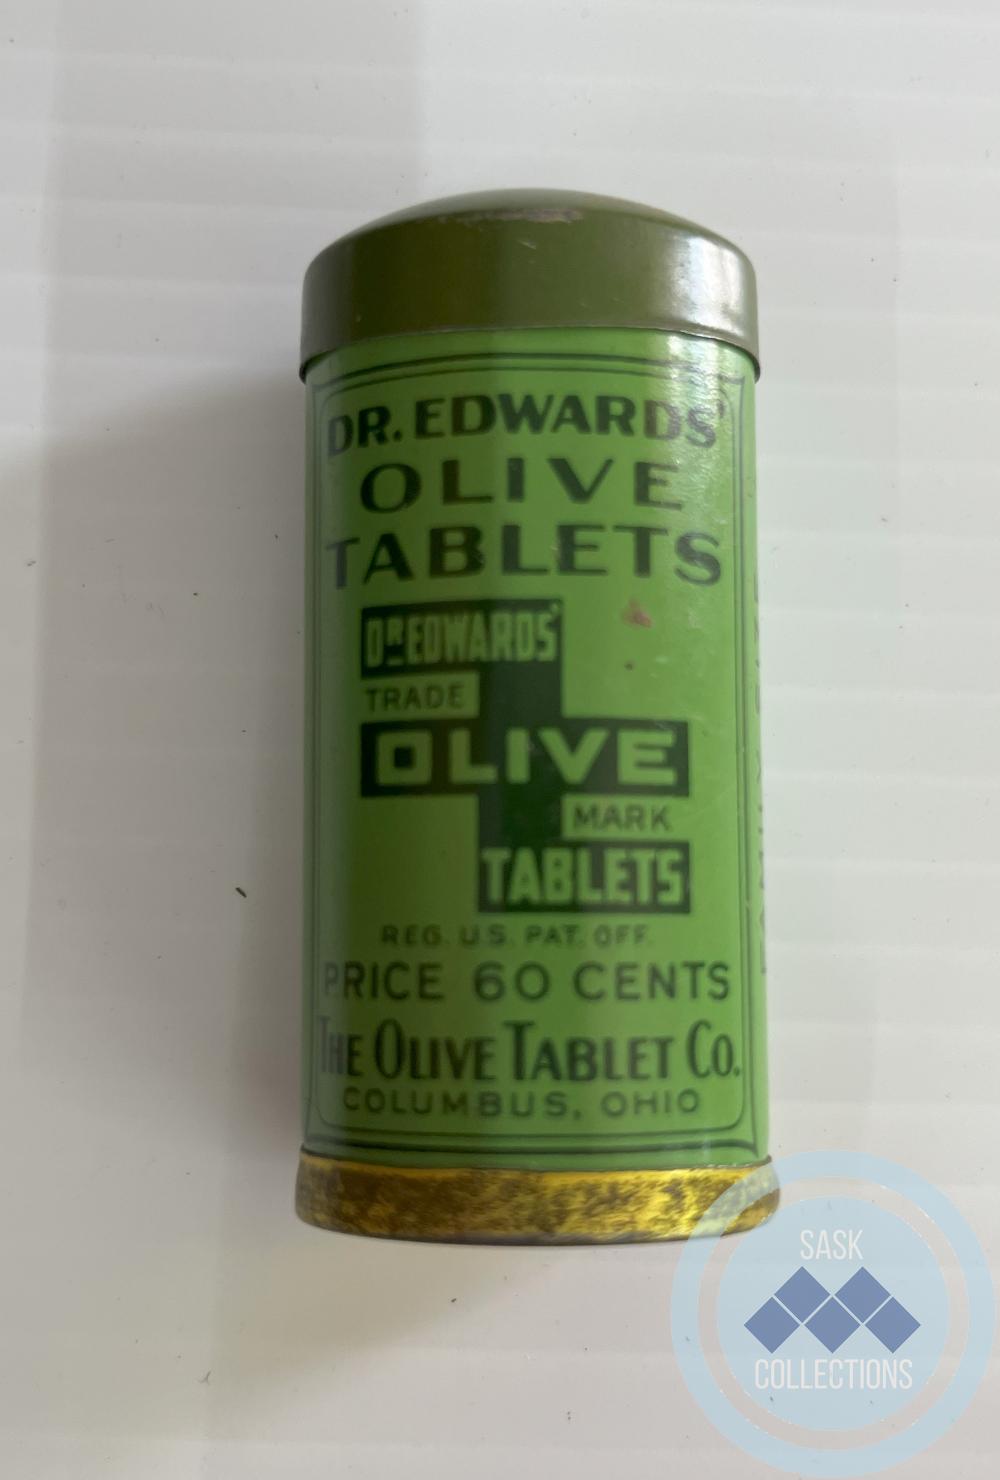 DR. EDWARDS'
OLIVE
TABLETS
DR EDWARDS'
TRADE
OLIVE
MARK
TABLETS
REG. U.S. PAT. OFF.
PRICE 60 CENTS
THE OLIVE TABLET CO.
COLUMBUS, OHIO
SASK
COLLECTIONS